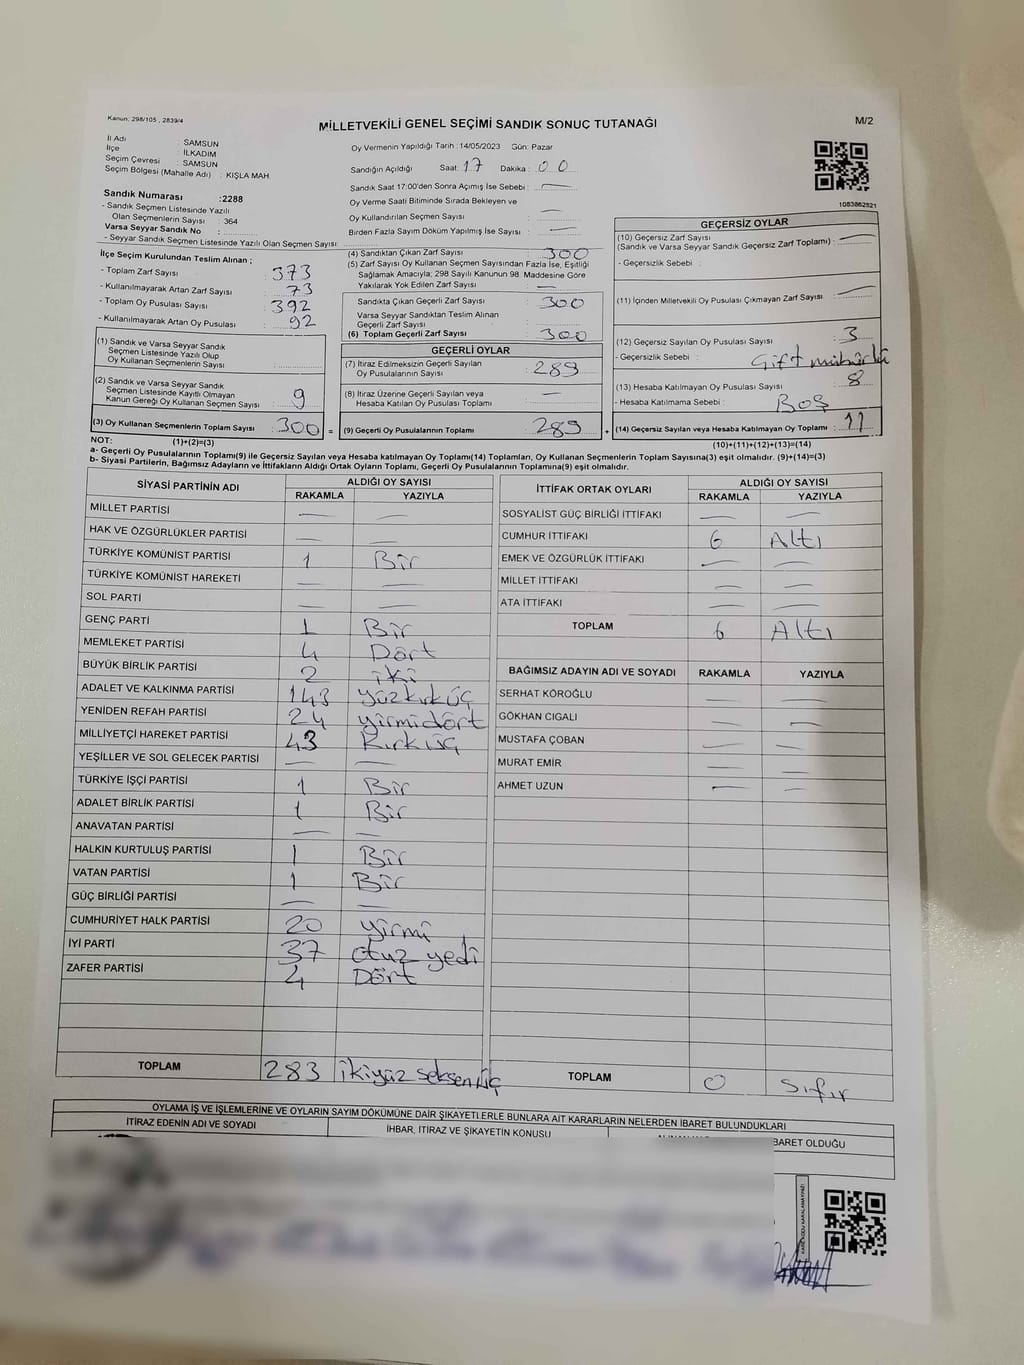 Kanun: 298/105 , 2839/4
MİLLETVEKİLİ GENEL SEÇİMİ SANDIK SONUÇ TUTANAĞI
M/2
İl Adı : SAMSUN
İlçe : İLKADIM
Seçim Çevresi : SAMSUN
Seçim Bölgesi (Mahalle Adı) : KIŞLA MAH.
Sandık Numarası :2288
- Sandık Seçmen Listesinde Yazılı
Olan Seçmenlerin Sayısı : 364
Varsa Seyyar Sandık No :
- Seyyar Sandık Seçmen Listesinde Yazılı Olan Seçmen Sayısı:
Oy Vermenin Yapıldığı Tarih : 14/05/2023 Gün: Pazar
Sandığın Açıldığı Saat: 17 Dakika : 00
Sandık Saat 17:00'den Sonra Açımış İse Sebebi : —
Oy Verme Saati Bitiminde Sırada Bekleyen ve
Oy Kullandırılan Seçmen Sayısı —
Birden Fazla Sayım Döküm Yapılmış İse Sayısı : —
1083862821
İlçe Seçim Kurulundan Teslim Alınan ;
- Toplam Zarf Sayısı : 373
- Kullanılmayarak Artan Zarf Sayısı : 73
- Toplam Oy Pusulası Sayısı : 392
- Kullanılmayarak Artan Oy Pusulası : 92
(1) Sandık ve Varsa Seyyar Sandık
Seçmen Listesinde Yazılı Olup
Oy Kullanan Seçmenlerin Sayısı :
(2) Sandık ve Varsa Seyyar Sandık
Seçmen Listesinde Kayıtlı Olmayan
Kanun Gereği Oy Kullanan Seçmen Sayısı : 9
(3) Oy Kullanan Seçmenlerin Toplam Sayısı : 300 =
(4) Sandıktan Çıkan Zarf Sayısı : 300
(5) Zarf Sayısı Oy Kullanan Seçmen Sayısından Fazla İse, Eşitliği
Sağlamak Amacıyla; 298 Sayılı Kanunun 98. Maddesine Göre
Yakılarak Yok Edilen Zarf Sayısı : —
Sandıkta Çıkan Geçerli Zarf Sayısı : 300
Varsa Seyyar Sandıktan Teslim Alınan
Geçerli Zarf Sayısı :
(6) Toplam Geçerli Zarf Sayısı : 300
GEÇERLİ OYLAR
(7) İtiraz Edilmeksizin Geçerli Sayılan
Oy Pusulalarının Sayısı : 289
(8) İtiraz Üzerine Geçerli Sayılan veya
Hesaba Katılan Oy Pusulası Toplamı : —
(9) Geçerli Oy Pusulalarının Toplamı : 289 +
GEÇERSİZ OYLAR
(10) Geçersiz Zarf Sayısı
(Sandık ve Varsa Seyyar Sandık Geçersiz Zarf Toplamı) : —
- Geçersizlik Sebebi :
(11) İçinden Milletvekili Oy Pusulası Çıkmayan Zarf Sayısı : —
(12) Geçersiz Sayılan Oy Pusulası Sayısı : 3
- Geçersizlik Sebebi : Çift mühürlü
(13) Hesaba Katılmayan Oy Pusulası Sayısı : 8
- Hesaba Katılmama Sebebi : Boş
(14) Geçersiz Sayılan veya Hesaba Katılmayan Oy Toplamı : 11
NOT: (1)+(2)=(3) (10)+(11)+(12)+(13)=(14)
a- Geçerli Oy Pusulasının Toplamı(9) ile Geçersiz Sayılan veya Hesaba Katılmayan Oy Toplamı(14) Toplamları, Oy Kullanan Seçmenlerin Toplam Sayısına(3) eşit olmalıdır. (9)+(14)=(3)
b- Siyasi Partilerin, Bağımsız Adayların ve İttifakların Aldığı Ortak Oyların Toplamı, Geçerli Oy Pusulalarının Toplamına(9) eşit olmalıdır.
SİYASİ PARTİNİN ADI ALDIĞI OY SAYISI
RAKAMLA YAZIYLA
MİLLET PARTİSİ — —
HAK VE ÖZGÜRLÜKLER PARTİSİ — —
TÜRKİYE KOMÜNİST PARTİSİ 1 Bir
TÜRKİYE KOMÜNİST HAREKETİ — —
SOL PARTİ — —
GENÇ PARTİ 1 Bir
MEMLEKET PARTİSİ 4 Dört
BÜYÜK BİRLİK PARTİSİ 2 iki
ADALET VE KALKINMA PARTİSİ 143 yüzkırküç
YENİDEN REFAH PARTİSİ 24 yirmidört
MİLLİYETÇİ HAREKET PARTİSİ 43 Kırküç
YEŞİLLER VE SOL GELECEK PARTİSİ — —
TÜRKİYE İŞÇİ PARTİSİ 1 Bir
ADALET BİRLİK PARTİSİ 1 Bir
ANAVATAN PARTİSİ — —
HALKIN KURTULUŞ PARTİSİ 1 Bir
VATAN PARTİSİ 1 Bir
GÜÇ BİRLİĞİ PARTİSİ — —
CUMHURİYET HALK PARTİSİ 20 yirmi
İYİ PARTİ 37 otuz yedi
ZAFER PARTİSİ 4 Dört
TOPLAM 283 ikiyüz seksen üç
İTTİFAK ORTAK OYLARI ALDIĞI OY SAYISI
RAKAMLA YAZIYLA
SOSYALİST GÜÇ BİRLİĞİ İTTİFAKI — —
CUMHUR İTTİFAKI 6 Altı
EMEK VE ÖZGÜRLÜK İTTİFAKI — —
MİLLET İTTİFAKI — —
ATA İTTİFAKI — —
TOPLAM 6 Altı
BAĞIMSIZ ADAYIN ADI VE SOYADI RAKAMLA YAZIYLA
SERHAT KÖROĞLU — —
GÖKHAN CIGALI — —
MUSTAFA ÇOBAN — —
MURAT EMİR — —
AHMET UZUN — —
TOPLAM 0 Sıfır
OYLAMA İŞ VE İŞLEMLERİNE VE OYLARIN SAYIM DÖKÜMÜNE DAİR ŞİKAYETLERLE BUNLARA AİT KARARLARIN NELERDEN İBARET BULUNDUKLARI
İTİRAZ EDENİN ADI VE SOYADI İHBAR, İTİRAZ VE ŞİKAYETİN KONUSU BARET OLDUĞU